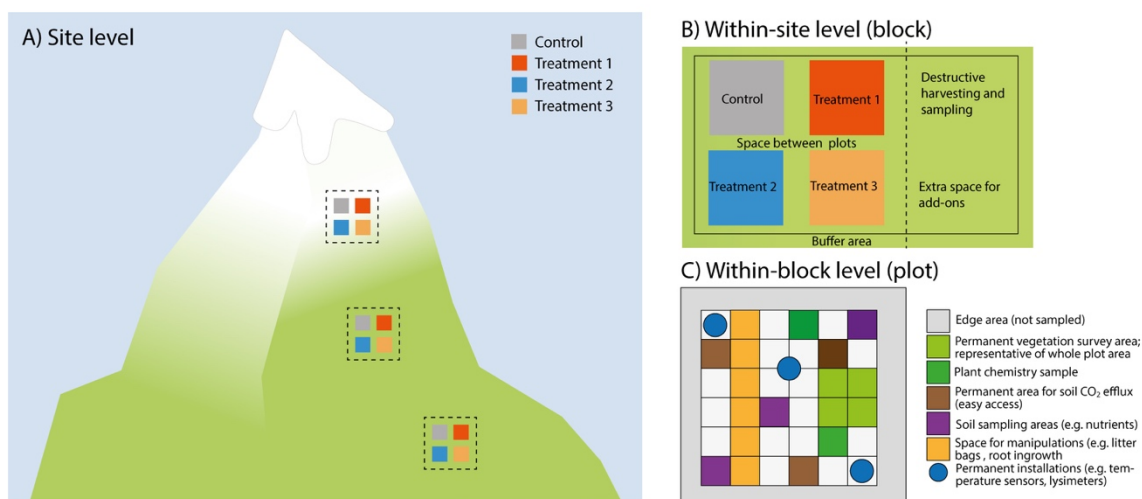 A) Site level
Control
Treatment 1
Treatment 2
Treatment 3
B) Within-site level (block)
Control
Treatment 1
Destructive
harvesting and
sampling
Space between plots
Treatment 2
Treatment 3
Extra space for
add-ons
Buffer area
C) Within-block level (plot)
Edge area (not sampled)
Permanent vegetation survey area;
representative of whole plot area
Plant chemistry sample
Permanent area for soil CO₂ efflux
(easy access)
Soil sampling areas (e.g. nutrients)
Space for manipulations (e.g. litter
bags , root ingrowth
Permanent installations (e.g. tem-
perature sensors, lysimeters)